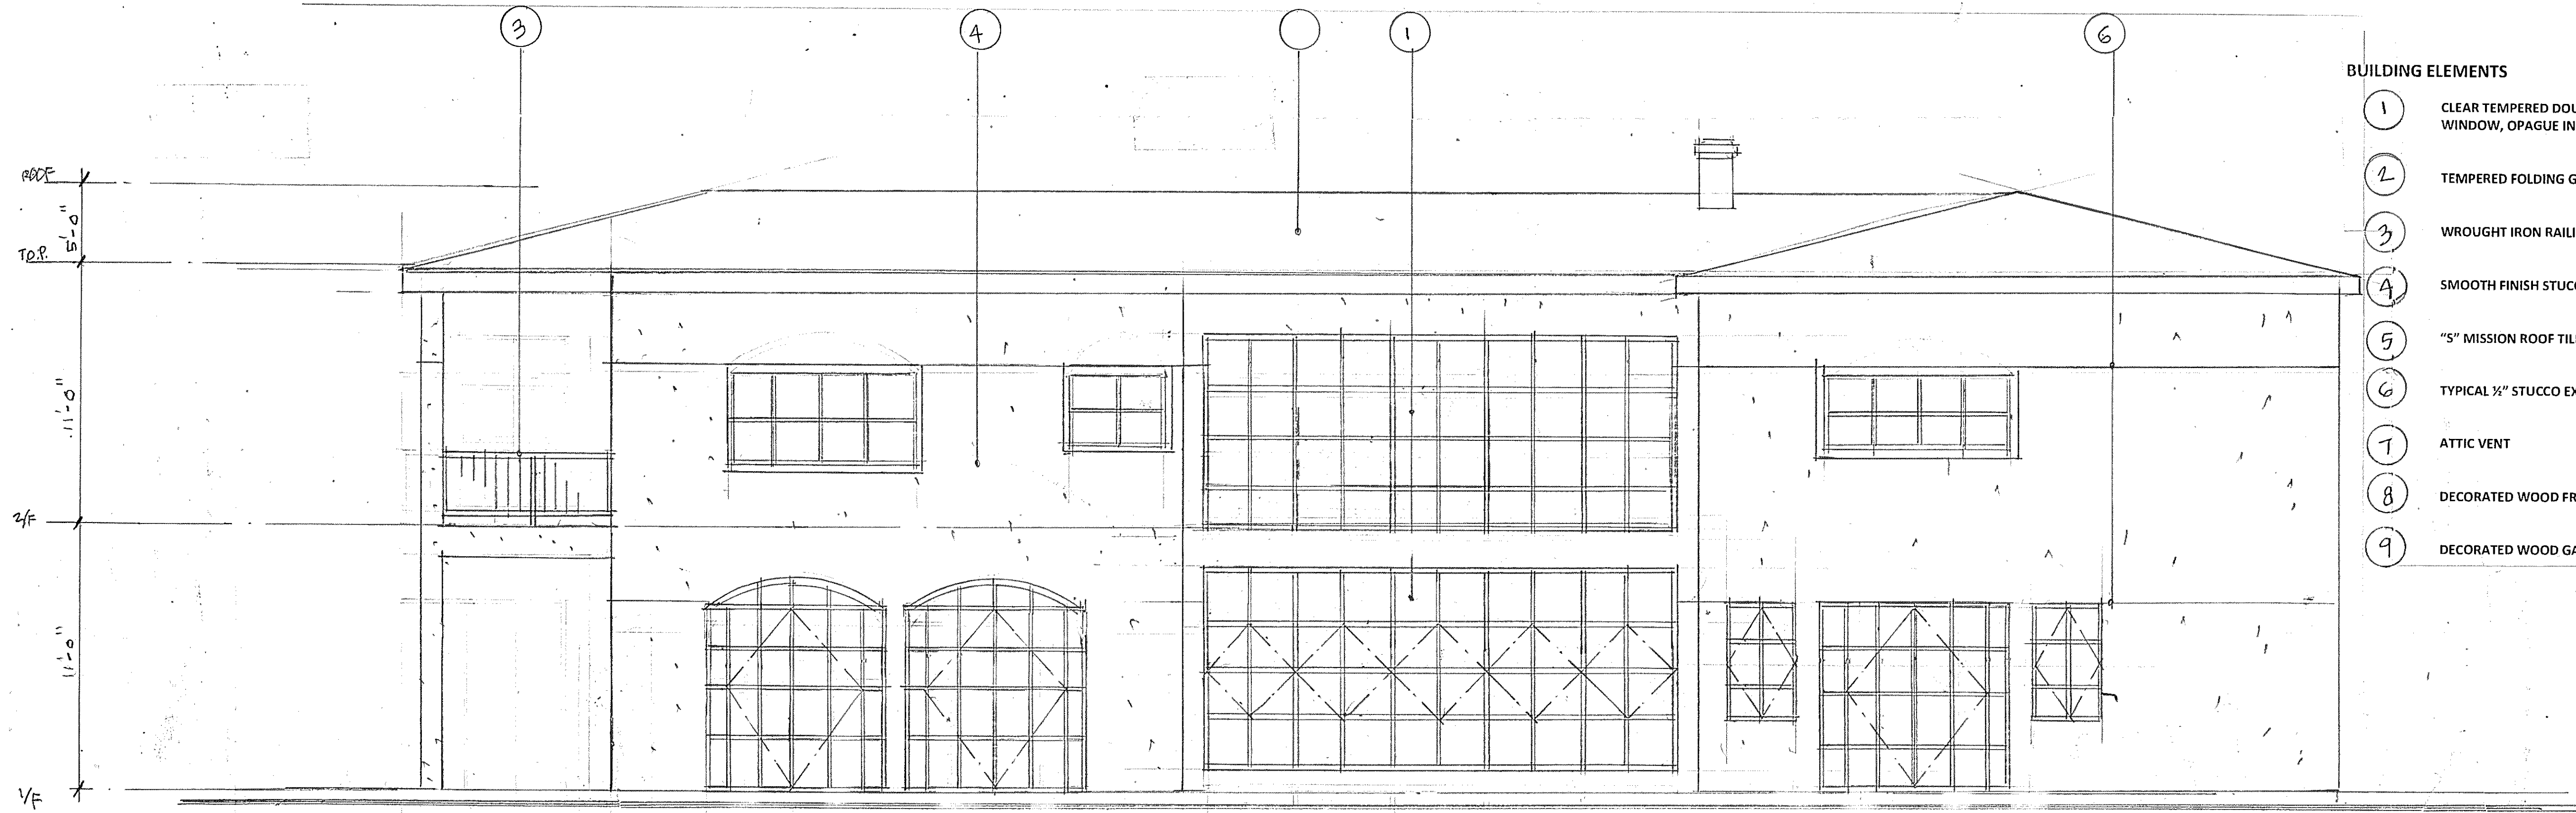 3
4
1
6
BUILDING ELEMENTS
1 CLEAR TEMPERED DOU
WINDOW, OPAGUE IN
2 TEMPERED FOLDING G
3 WROUGHT IRON RAILI
4 SMOOTH FINISH STUCC
5 "S" MISSION ROOF TIL
6 TYPICAL ½" STUCCO EX
7 ATTIC VENT
8 DECORATED WOOD FR
9 DECORATED WOOD GA
ROOF
5'-0"
T.O.P.
11'-0"
2/F
11'-0"
1/F